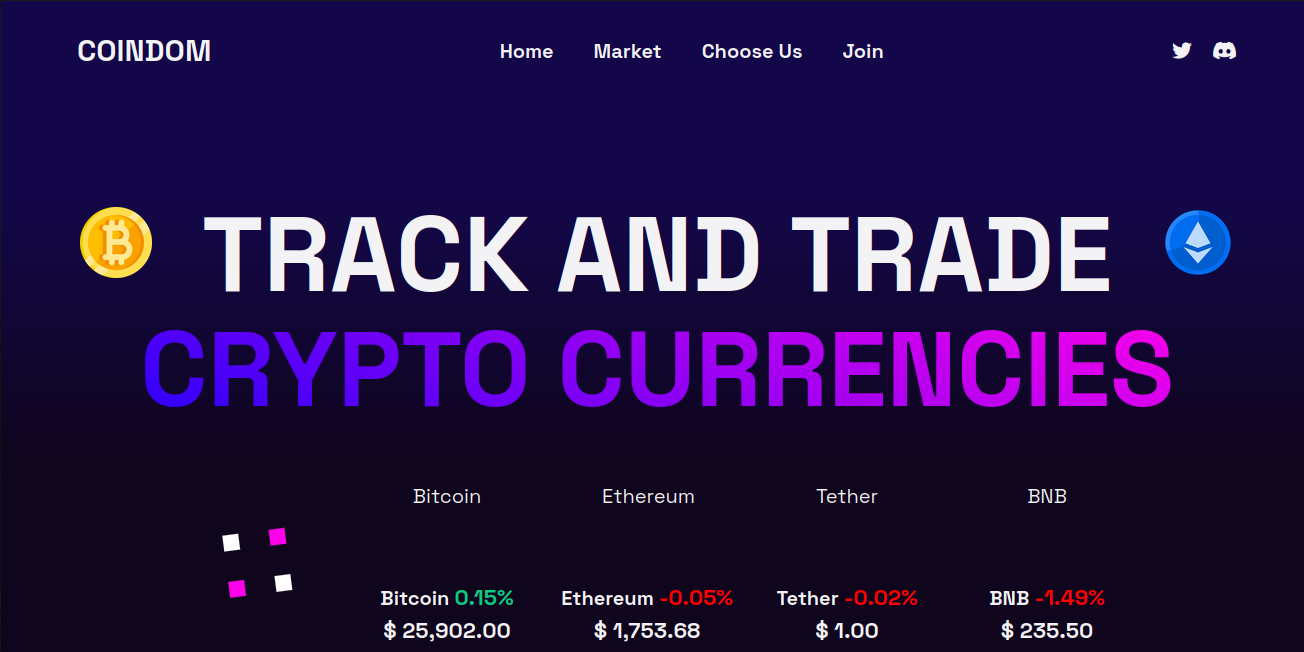 COINDOM
Home Market Choose Us Join
TRACK AND TRADE
CRYPTO CURRENCIES
Bitcoin Ethereum Tether BNB
Bitcoin 0.15% Ethereum -0.05% Tether -0.02% BNB -1.49%
$ 25,902.00 $ 1,753.68 $ 1.00 $ 235.50